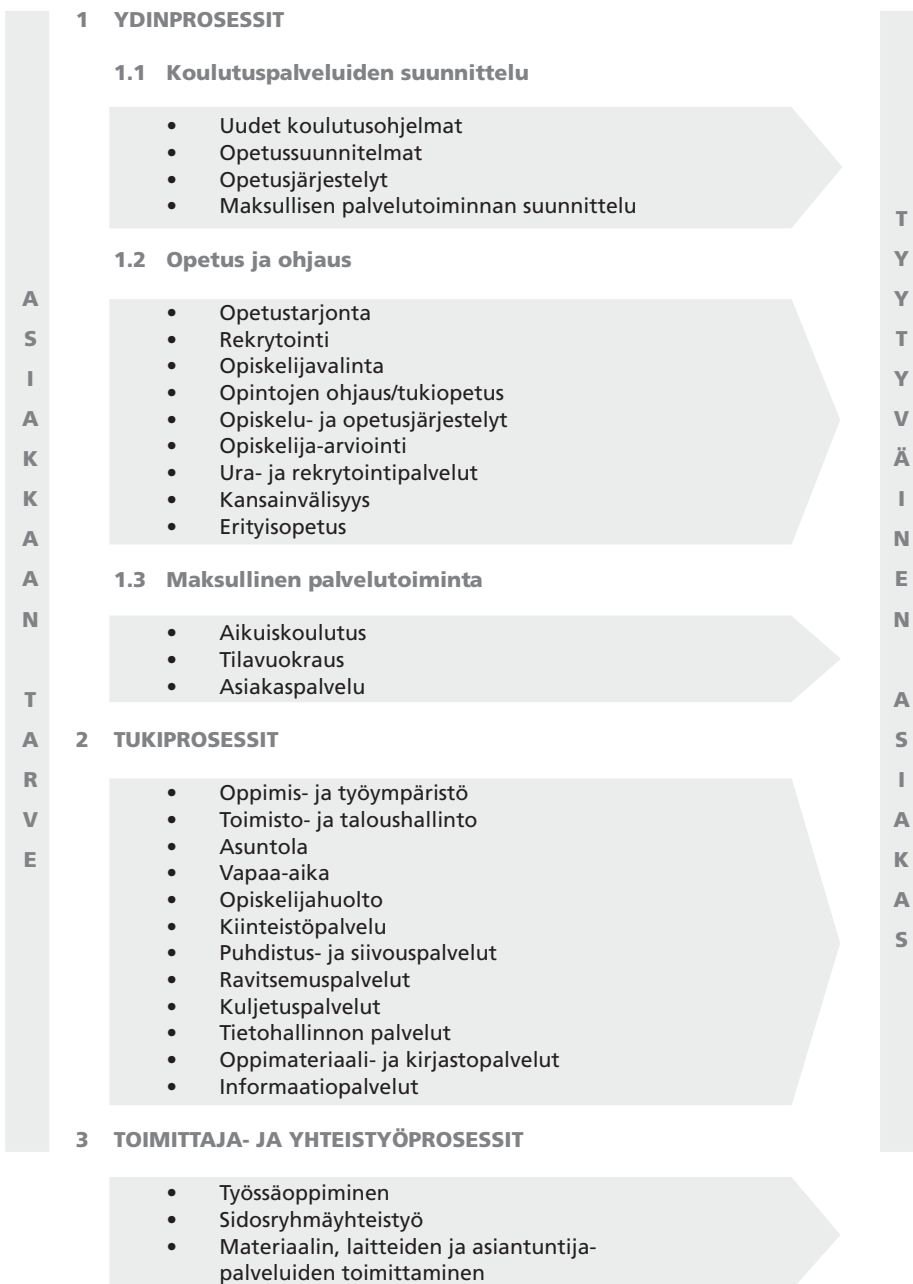 ASIAKKAAN TARVE
1 YDINPROSESSIT
1.1 Koulutuspalveluiden suunnittelu
• Uudet koulutusohjelmat
• Opetussuunnitelmat
• Opetusjärjestelyt
• Maksullisen palvelutoiminnan suunnittelu
1.2 Opetus ja ohjaus
• Opetustarjonta
• Rekrytointi
• Opiskelijavalinta
• Opintojen ohjaus/tukiopetus
• Opiskelu- ja opetusjärjestelyt
• Opiskelija-arviointi
• Ura- ja rekrytointipalvelut
• Kansainvälisyys
• Erityisopetus
1.3 Maksullinen palvelutoiminta
• Aikuiskoulutus
• Tilavuokraus
• Asiakaspalvelu
2 TUKIPROSESSIT
• Oppimis- ja työympäristö
• Toimisto- ja taloushallinto
• Asuntola
• Vapaa-aika
• Opiskelijahuolto
• Kiinteistöpalvelu
• Puhdistus- ja siivouspalvelut
• Ravitsemuspalvelut
• Kuljetuspalvelut
• Tietohallinnon palvelut
• Oppimateriaali- ja kirjastopalvelut
• Informaatiopalvelut
3 TOIMITTAJA- JA YHTEISTYÖPROSESSIT
• Työssäoppiminen
• Sidosryhmäyhteistyö
• Materiaalin, laitteiden ja asiantuntija-
palveluiden toimittaminen
TYYTYVÄINEN ASIAKAS